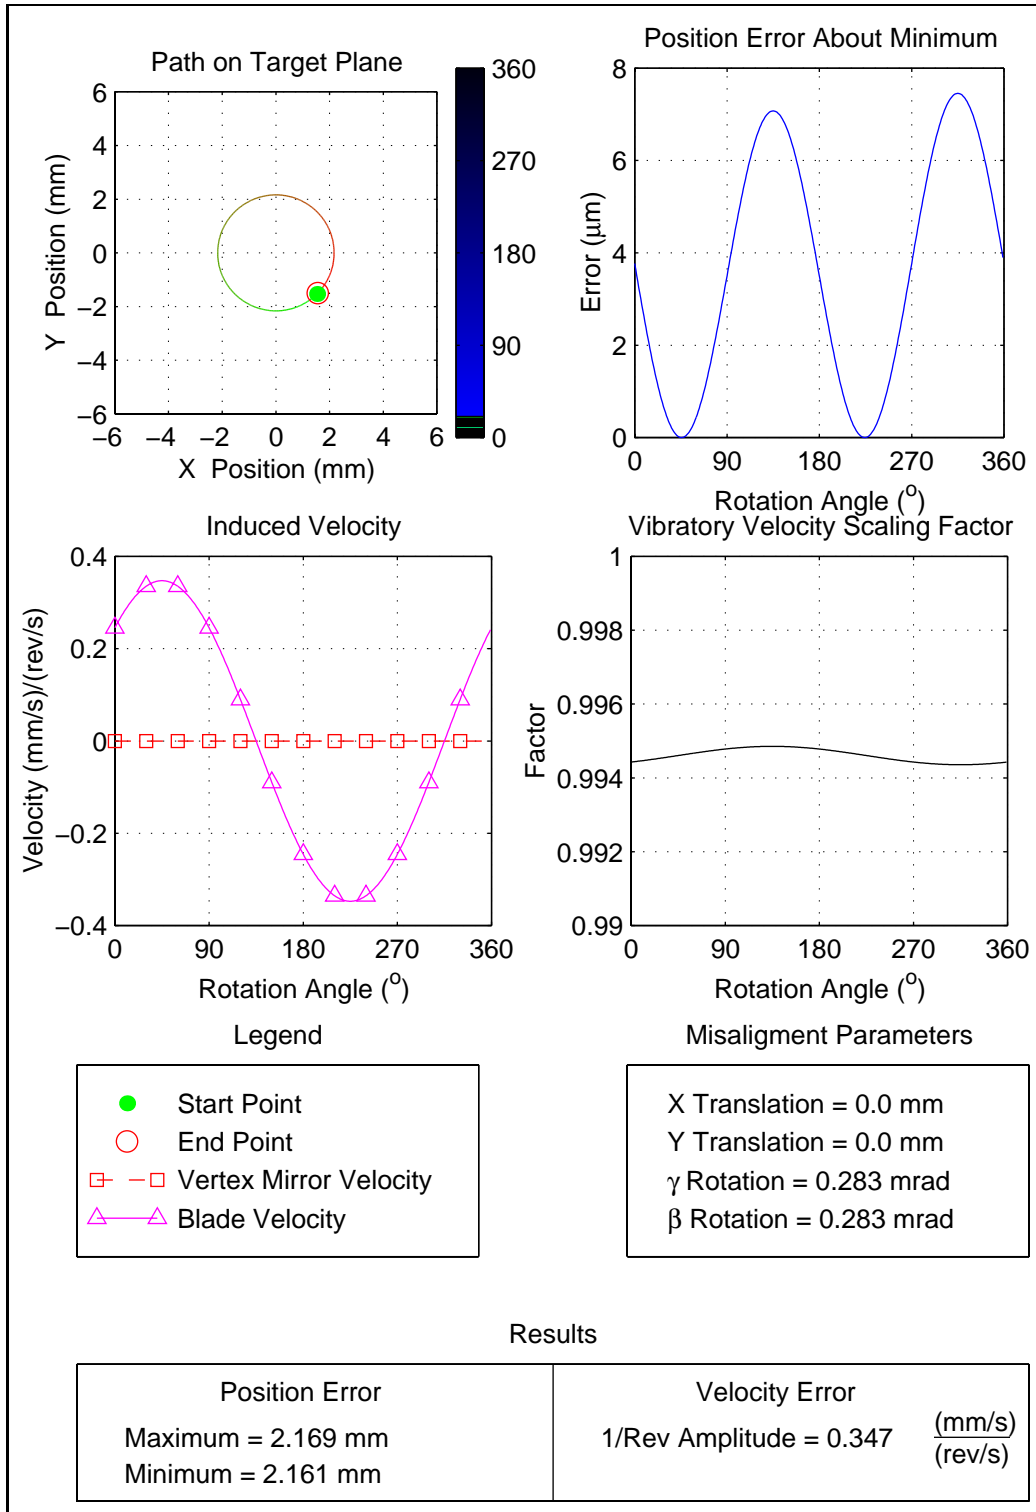 Path on Target Plane
6
4
2
0
−2
−4
−6
−6 −4 −2 0 2 4 6
Y Position (mm)
X Position (mm)
360
270
180
90
0
Position Error About Minimum
8
6
4
2
0
0 90 180 270 360
Error (μm)
Rotation Angle (o)
Induced Velocity
0.4
0.2
0
−0.2
−0.4
0 90 180 270 360
Velocity (mm/s)/(rev/s)
Rotation Angle (o)
Vibratory Velocity Scaling Factor
1
0.998
0.996
0.994
0.992
0.99
0 90 180 270 360
Factor
Rotation Angle (o)
Legend
Start Point
End Point
Vertex Mirror Velocity
Blade Velocity
Misaligment Parameters
X Translation = 0.0 mm
Y Translation = 0.0 mm
γ Rotation = 0.283 mrad
β Rotation = 0.283 mrad
Results
Position Error
Maximum = 2.169 mm
Minimum = 2.161 mm
Velocity Error
1/Rev Amplitude = 0.347 (mm/s)
(rev/s)